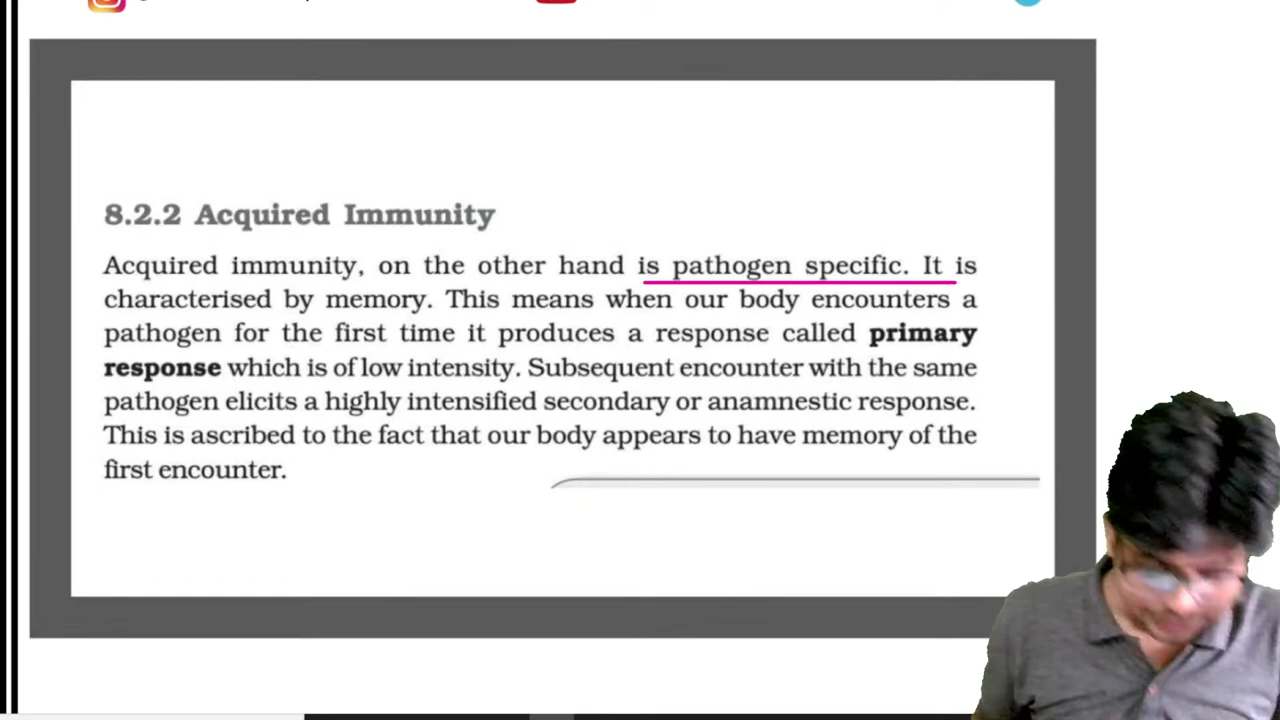 8.2.2 Acquired Immunity
Acquired immunity, on the other hand is pathogen specific. It is
characterised by memory. This means when our body encounters a
pathogen for the first time it produces a response called primary
response which is of low intensity. Subsequent encounter with the same
pathogen elicits a highly intensified secondary or anamnestic response.
This is ascribed to the fact that our body appears to have memory of the
first encounter.